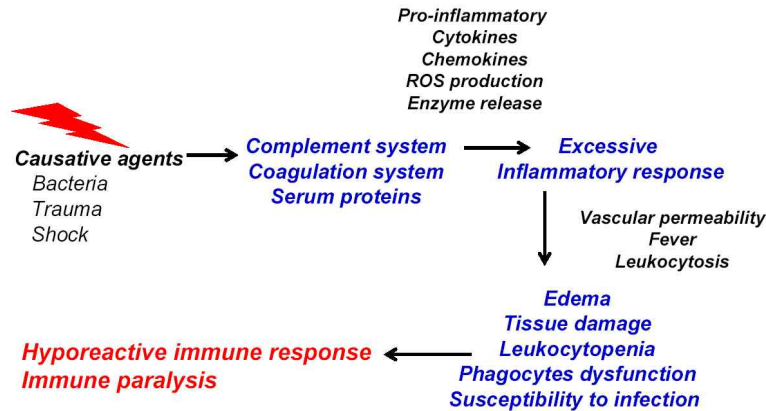 Pro-inflammatory
Cytokines
Chemokines
ROS production
Enzyme release
Causative agents
Bacteria
Trauma
Shock
Complement system
Coagulation system
Serum proteins
Excessive
Inflammatory response
Vascular permeability
Fever
Leukocytosis
Edema
Tissue damage
Leukocytopenia
Phagocytes dysfunction
Susceptibility to infection
Hyporeactive immune response
Immune paralysis